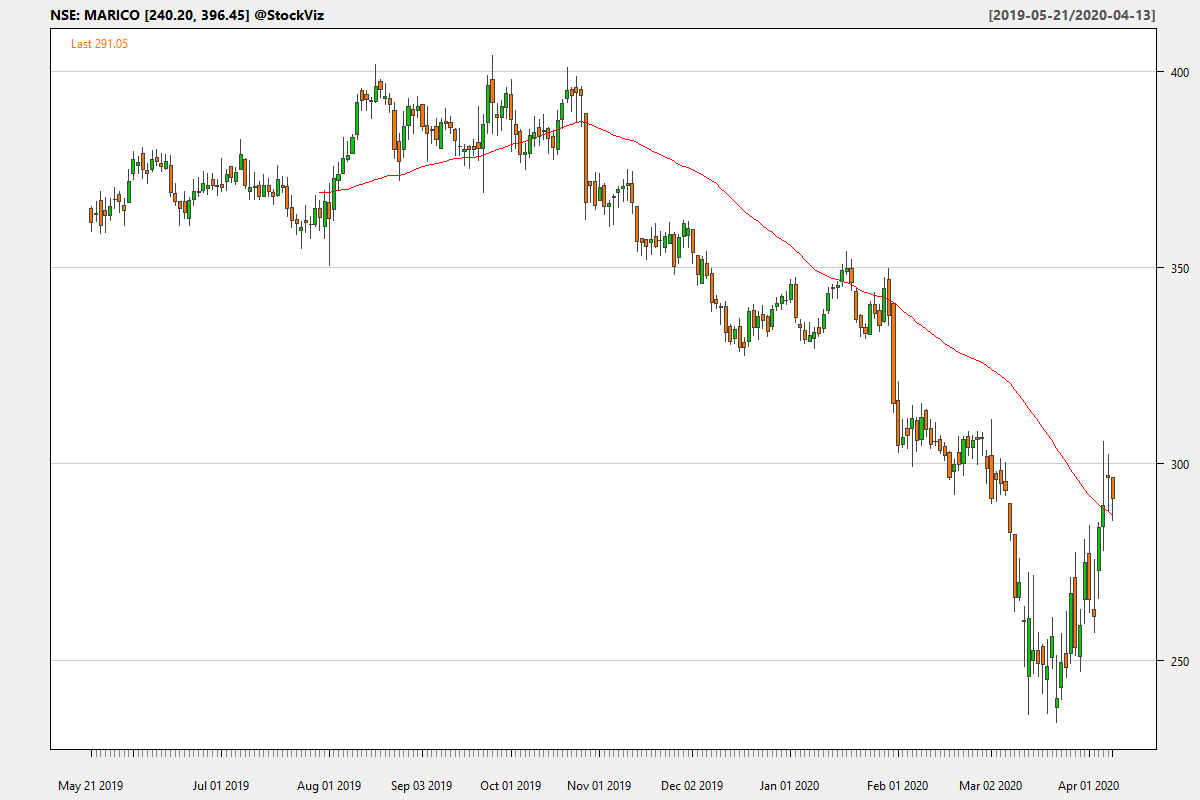 NSE: MARICO [240.20, 396.45] @StockViz [2019-05-21/2020-04-13]
Last 291.05
400
350
300
250
May 21 2019 Jul 01 2019 Aug 01 2019 Sep 03 2019 Oct 01 2019 Nov 01 2019 Dec 02 2019 Jan 01 2020 Feb 01 2020 Mar 02 2020 Apr 01 2020